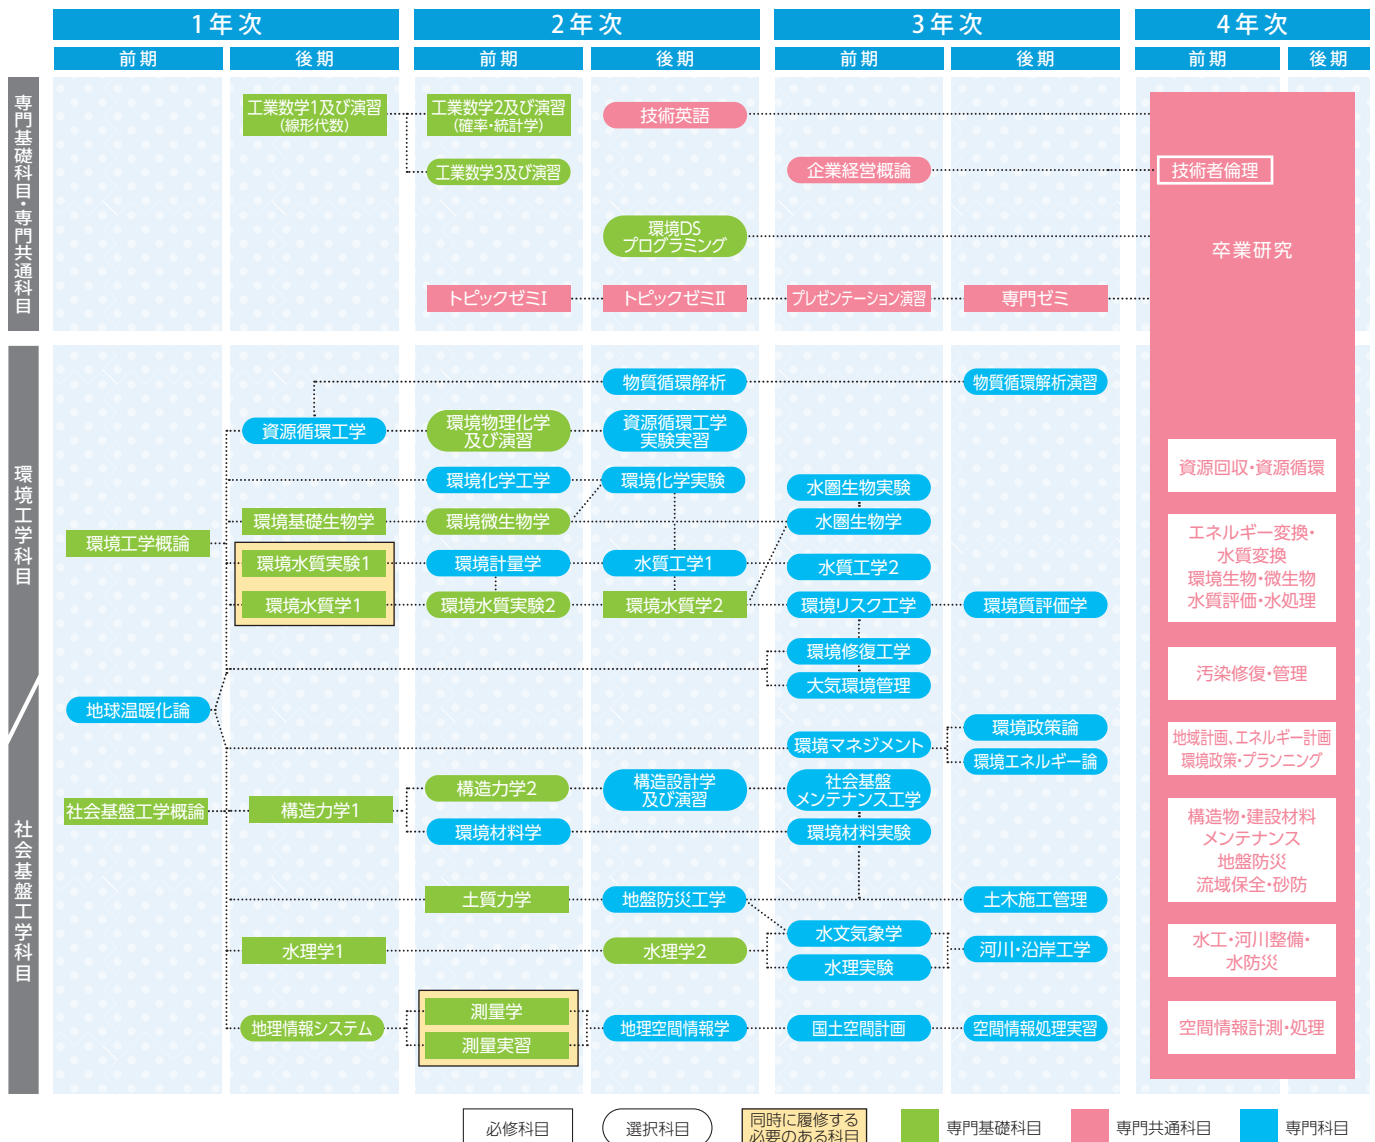 1年次
2年次
3年次
4年次
前期
後期
前期
後期
前期
後期
前期
後期
専門基礎科目・専門共通科目
工業数学1及び演習
(線形代数)
工業数学2及び演習
(確率・統計学)
技術英語
工業数学3及び演習
企業経営概論
技術者倫理
環境DS
プログラミング
卒業研究
トピックゼミⅠ
トピックゼミⅡ
プレゼンテーション演習
専門ゼミ
環境工学科目
物質循環解析
物質循環解析演習
資源循環工学
環境物理化学
及び演習
資源循環工学
実験実習
資源回収・資源循環
環境化学工学
環境化学実験
水圏生物実験
環境基礎生物学
環境微生物学
水圏生物学
エネルギー変換・
水質変換
環境生物・微生物
水質評価・水処理
環境工学概論
環境水質実験1
環境計量学
水質工学1
水質工学2
環境水質学1
環境水質実験2
環境水質学2
環境リスク工学
環境質評価学
環境修復工学
汚染修復・管理
大気環境管理
地球温暖化論
環境政策論
環境マネジメント
地域計画、エネルギー計画
環境政策・プランニング
環境エネルギー論
社会基盤工学科目
社会基盤工学概論
構造力学1
構造力学2
構造設計学
及び演習
社会基盤
メンテナンス工学
構造物・建設材料
メンテナンス
地盤防災
流域保全・砂防
環境材料学
環境材料実験
土質力学
地盤防災工学
土木施工管理
水理学1
水理学2
水文気象学
水理実験
河川・沿岸工学
水工・河川整備・
水防災
地理情報システム
測量学
測量実習
地理空間情報学
国土空間計画
空間情報処理実習
空間情報計測・処理
必修科目
選択科目
同時に履修する
必要のある科目
専門基礎科目
専門共通科目
専門科目